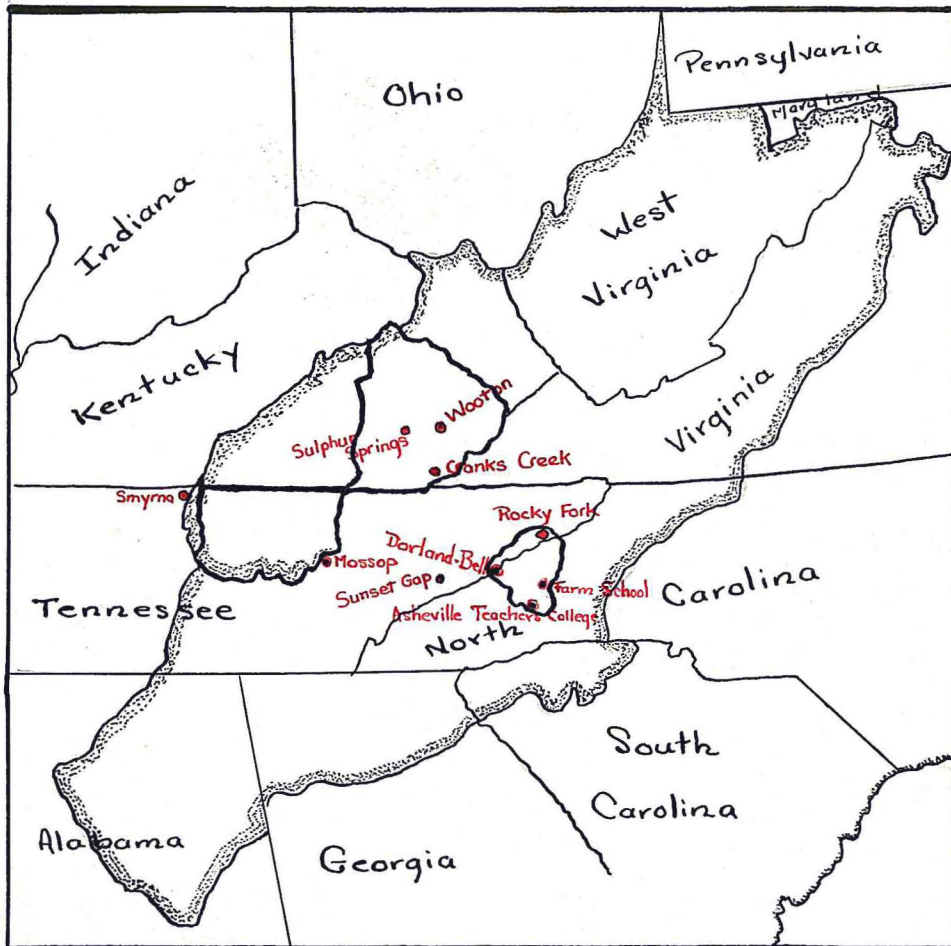 Pennsylvania
Ohio
Maryland
West
Virginia
Indiana
Kentucky
Virginia
Wooton
Sulphur
Springs
Cranks Creek
Smyrna
Rocky Fork
Dorland-Bell
Mossop
Sunset Gap
Farm School
Asheville Teachers College
Tennessee
North
Carolina
South
Carolina
Alabama
Georgia